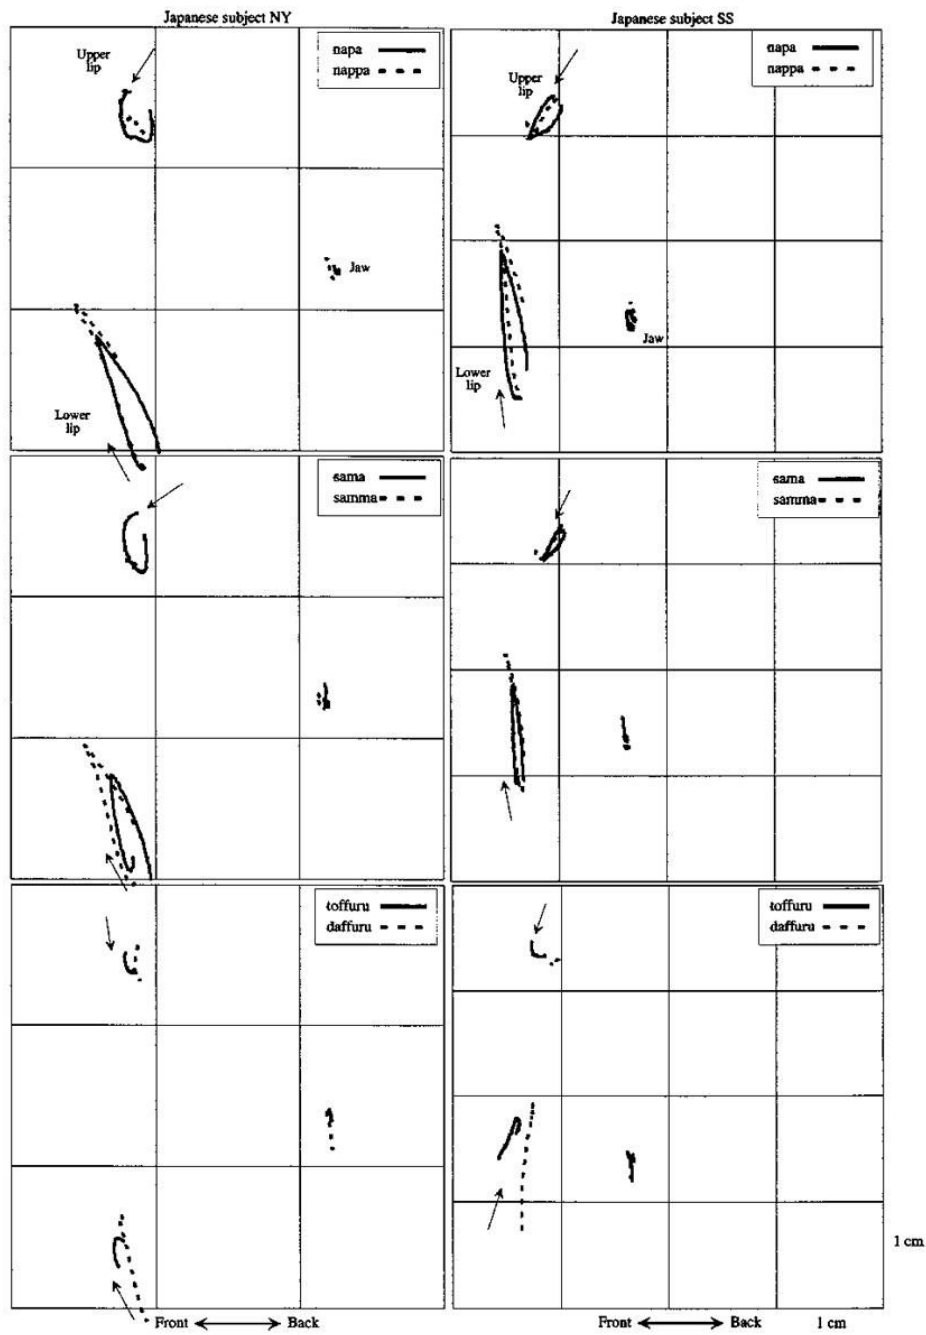 Japanese subject NY
Japanese subject SS
Upper
lip
napa
nappa
Jaw
Lower
lip
napa
nappa
Upper
lip
Jaw
Lower
lip
sama
samma
sama
samma
toffuru
daffuru
toffuru
daffuru
1 cm
Front Back
Front Back 1 cm